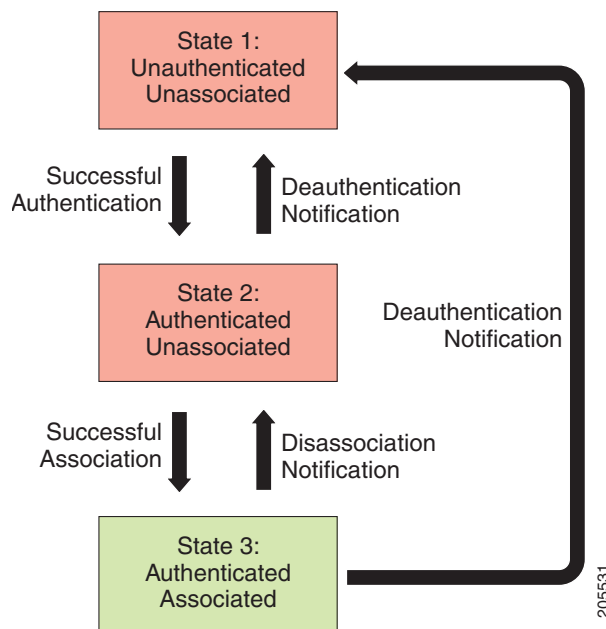 State 1:
Unauthenticated
Unassociated
Successful
Authentication
Deauthentication
Notification
State 2:
Authenticated
Unassociated
Deauthentication
Notification
Successful
Association
Disassociation
Notification
State 3:
Authenticated
Associated
205531